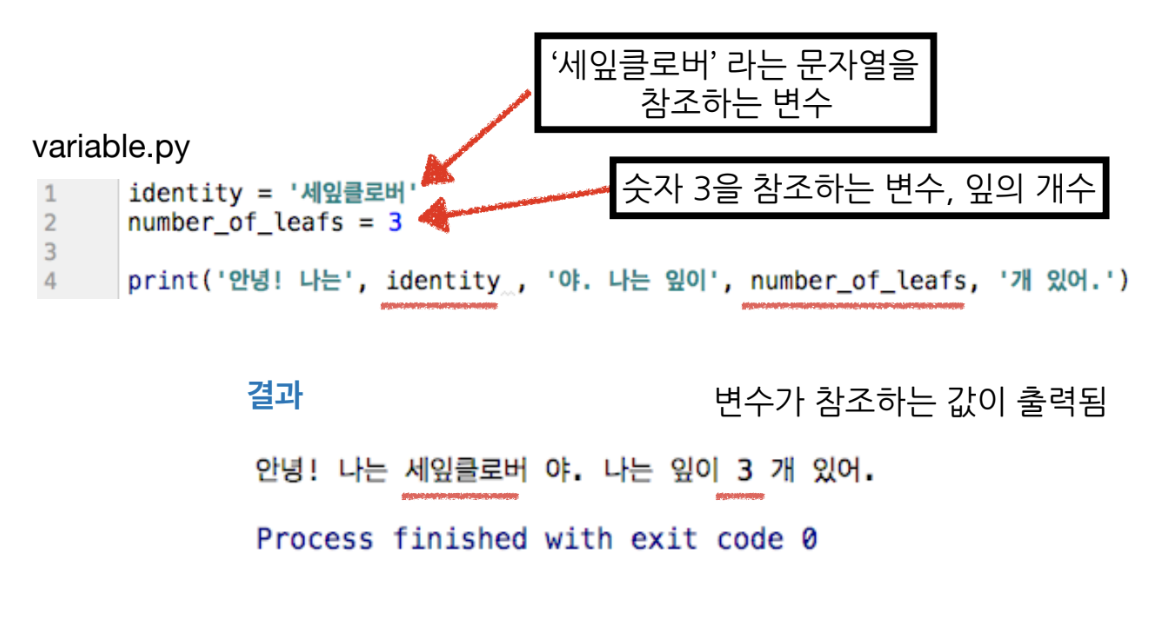 ‘세잎클로버’ 라는 문자열을
참조하는 변수
variable.py
숫자 3을 참조하는 변수, 잎의 개수
1 identity = '세잎클로버'
2 number_of_leafs = 3
3
4 print('안녕! 나는', identity , '야. 나는 잎이', number_of_leafs, '개 있어.')
결과
변수가 참조하는 값이 출력됨
안녕! 나는 세잎클로버 야. 나는 잎이 3 개 있어.
Process finished with exit code 0